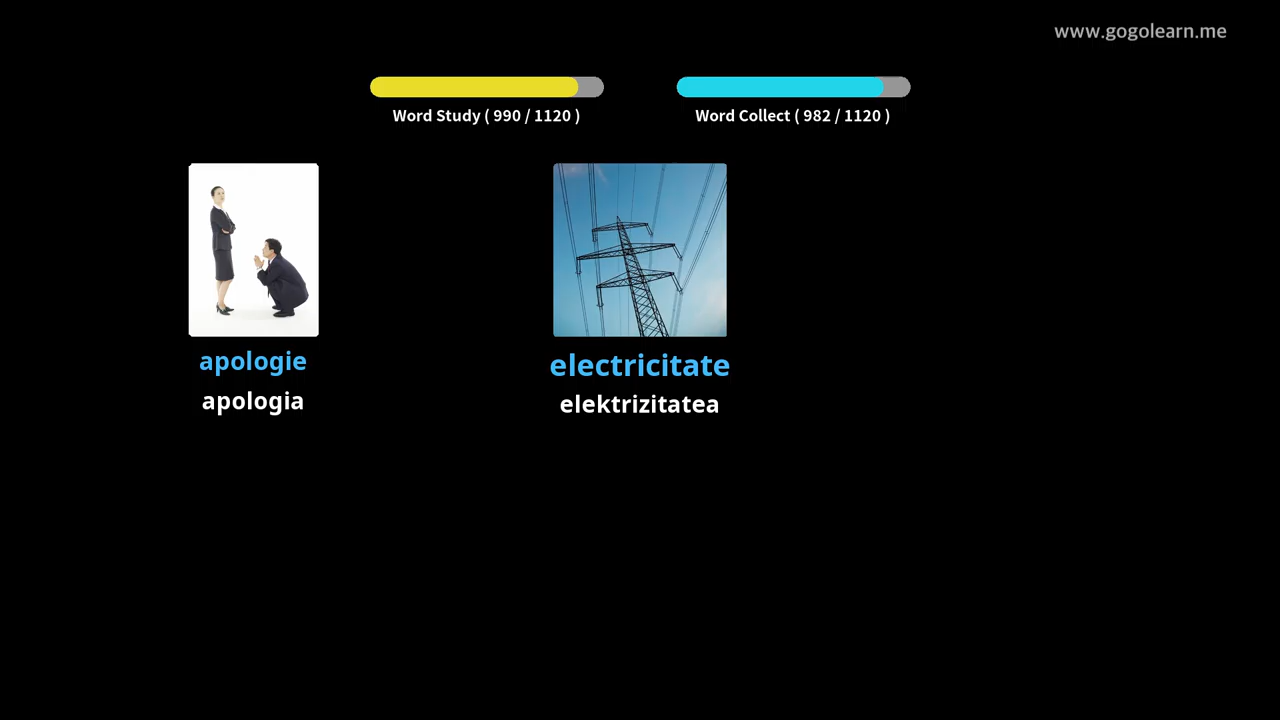 www.gogolearn.me
Word Study ( 990 / 1120 )
Word Collect ( 982 / 1120 )
apologie
apologia
electricitate
elektrizitatea